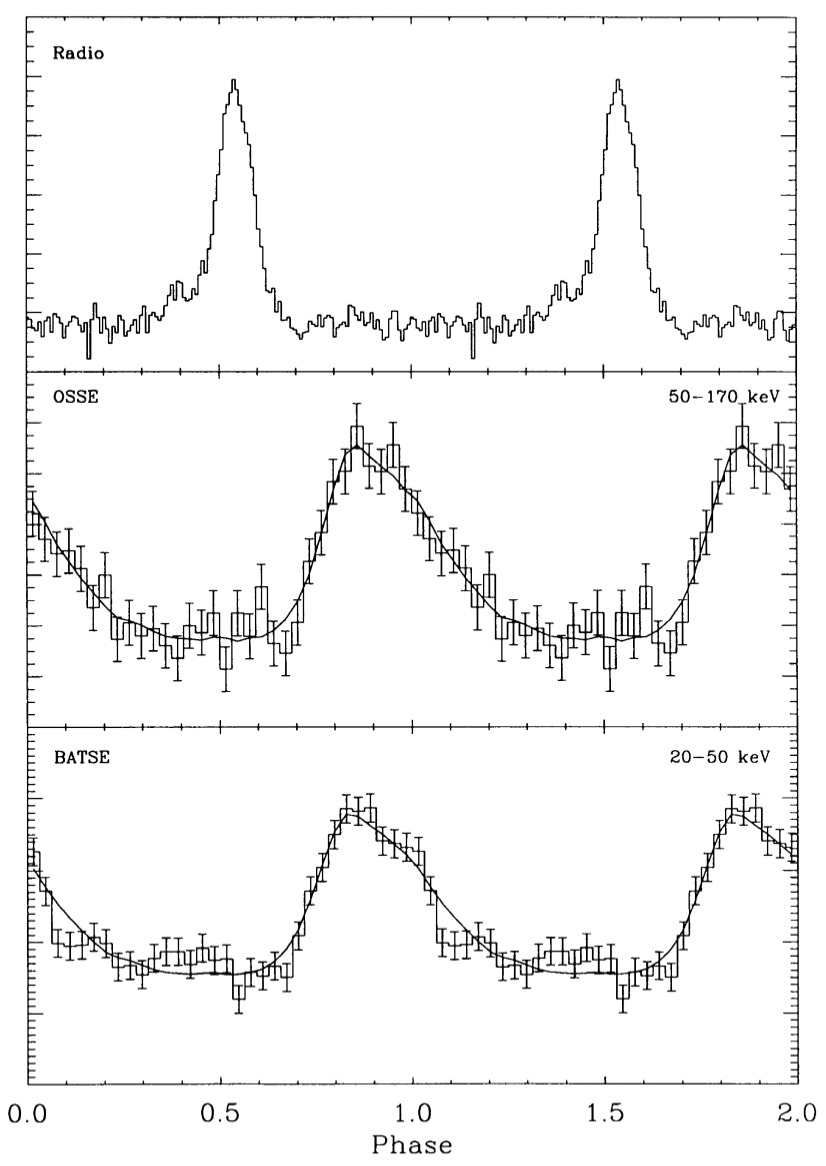 Radio
OSSE 50-170 keV
BATSE 20-50 keV
0.0 0.5 1.0 1.5 2.0
Phase